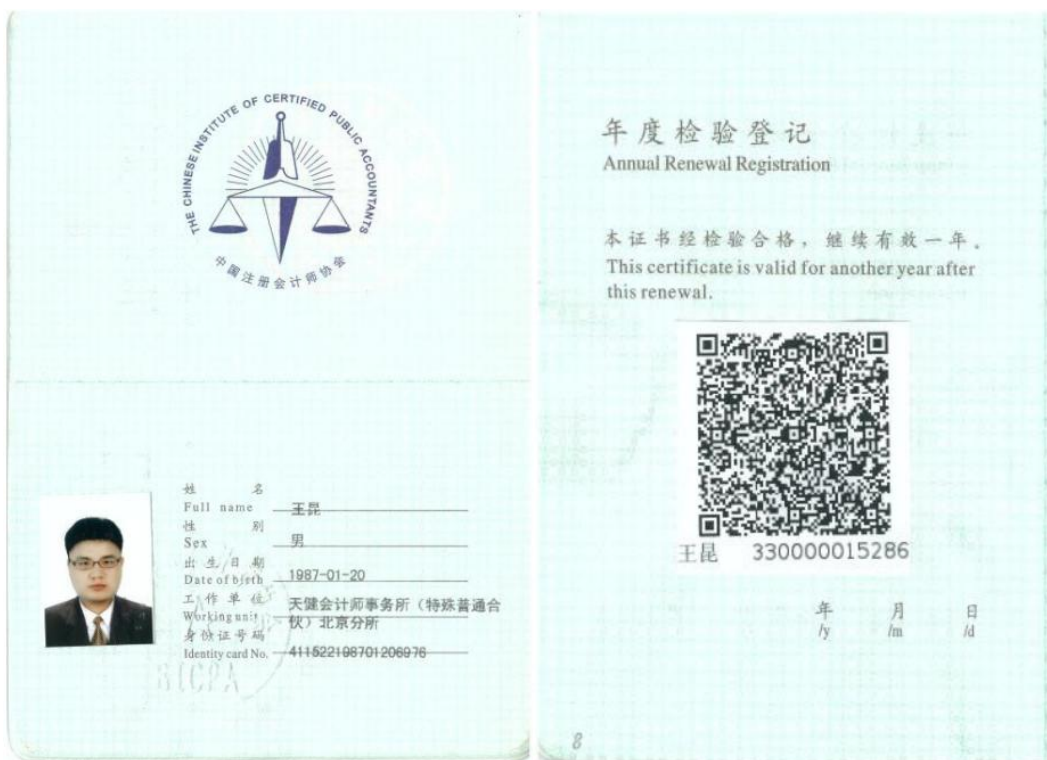 THE CHINESE INSTITUTE OF CERTIFIED PUBLIC ACCOUNTANTS
中国注册会计师协会
姓 名
Full name 王昆
性 别
Sex 男
出生日期
Date of birth 1987-01-20
工作单位
Working unit 天健会计师事务所（特殊普通合
伙）北京分所
身份证号码
Identity card No. 411522198701206976
年度检验登记
Annual Renewal Registration
本证书经检验合格，继续有效一年。
This certificate is valid for another year after
this renewal.
王昆 330000015286
年 月 日
/y /m /d
8